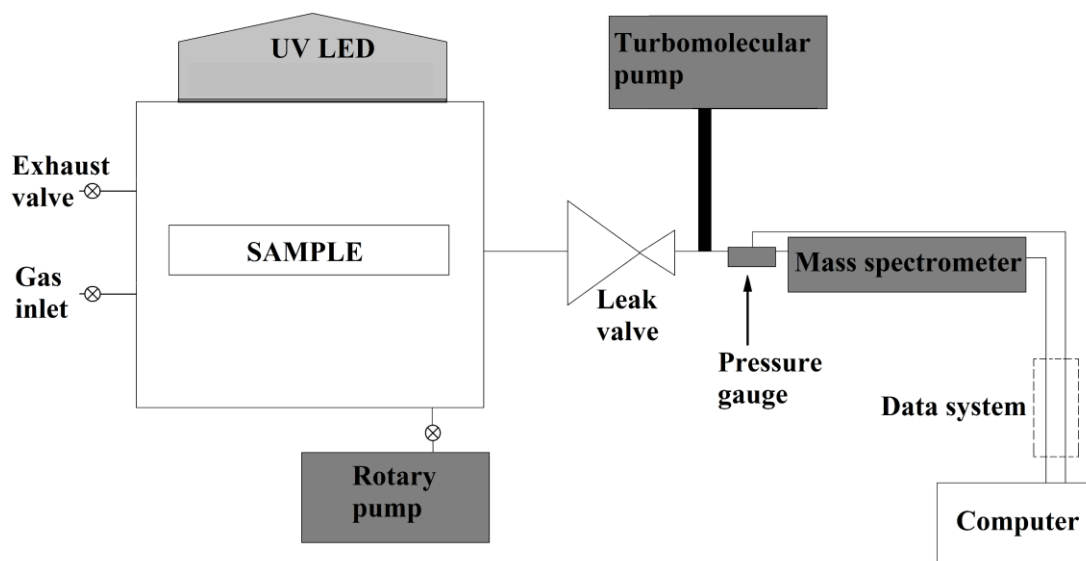 UV LED
Turbomolecular
pump
Exhaust
valve
SAMPLE
Gas
inlet
Leak
valve
Mass spectrometer
Pressure
gauge
Data system
Rotary
pump
Computer